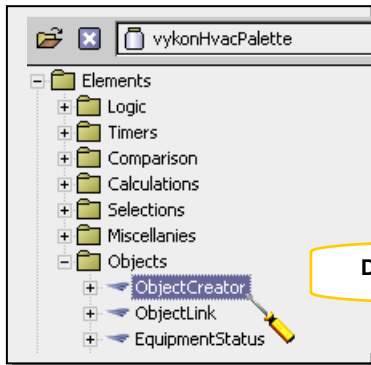 vykonHvacPalette
Elements
Logic
Timers
Comparison
Calculations
Selections
Miscellanies
Objects
ObjectCreator
D
ObjectLink
EquipmentStatus